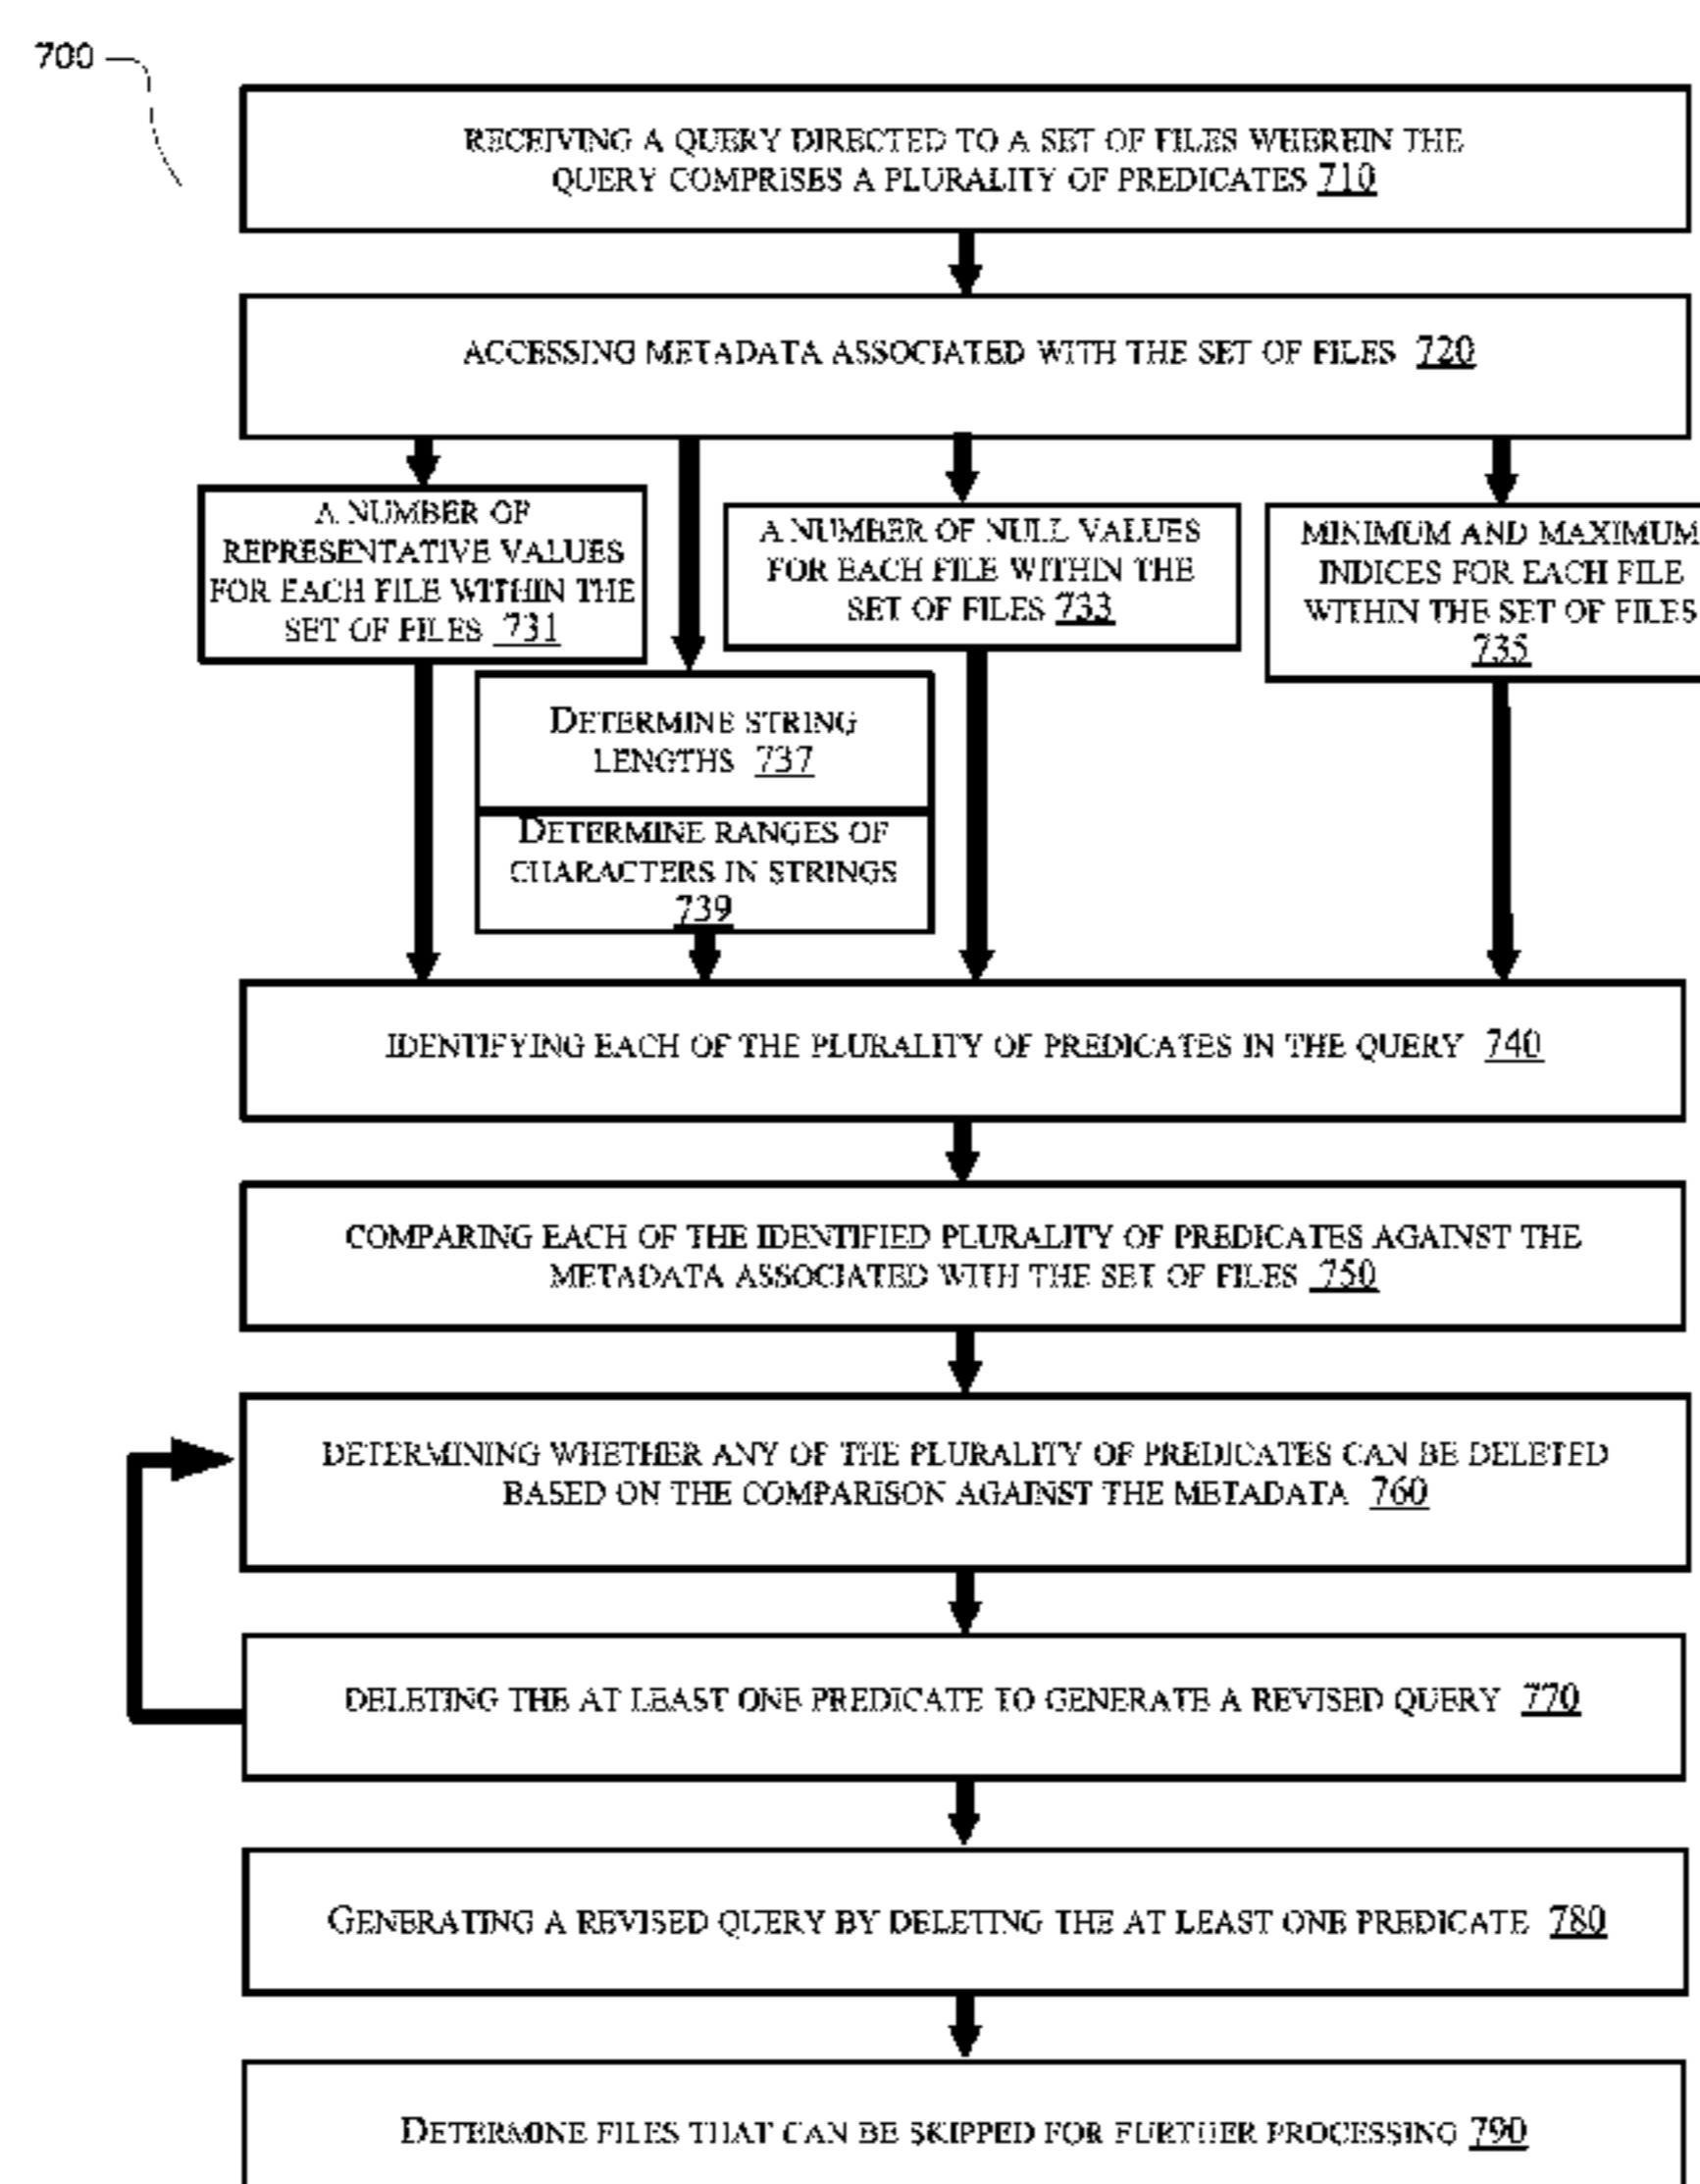 700
RECEIVING A QUERY DIRECTED TO A SET OF FILES WHEREIN THE
QUERY COMPRISES A PLURALITY OF PREDICATES 710
ACCESSING METADATA ASSOCIATED WITH THE SET OF FILES 720
A NUMBER OF
REPRESENTATIVE VALUES
FOR EACH FILE WITHIN THE
SET OF FILES 731
A NUMBER OF NULL VALUES
FOR EACH FILE WITHIN THE
SET OF FILES 733
MINIMUM AND MAXIMUM
INDICES FOR EACH FILE
WITHIN THE SET OF FILES
735
DETERMINE STRING
LENGTHS 737
DETERMINE RANGES OF
CHARACTERS IN STRINGS
739
IDENTIFYING EACH OF THE PLURALITY OF PREDICATES IN THE QUERY 740
COMPARING EACH OF THE IDENTIFIED PLURALITY OF PREDICATES AGAINST THE
METADATA ASSOCIATED WITH THE SET OF FILES 750
DETERMINING WHETHER ANY OF THE PLURALITY OF PREDICATES CAN BE DELETED
BASED ON THE COMPARISON AGAINST THE METADATA 760
DELETING THE AT LEAST ONE PREDICATE TO GENERATE A REVISED QUERY 770
GENERATING A REVISED QUERY BY DELETING THE AT LEAST ONE PREDICATE 780
DETERMINE FILES THAT CAN BE SKIPPED FOR FURTHER PROCESSING 790